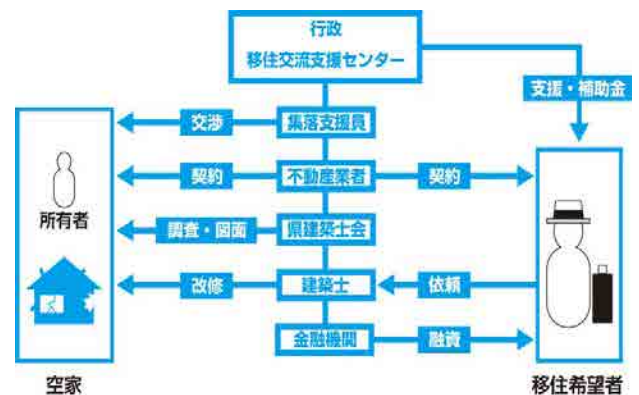 行政
移住交流支援センター
支援・補助金
交渉
集落支援員
契約
不動産業者
契約
所有者
調査・図面
県建築士会
改修
建築士
依頼
金融機関
融資
空家
移住希望者